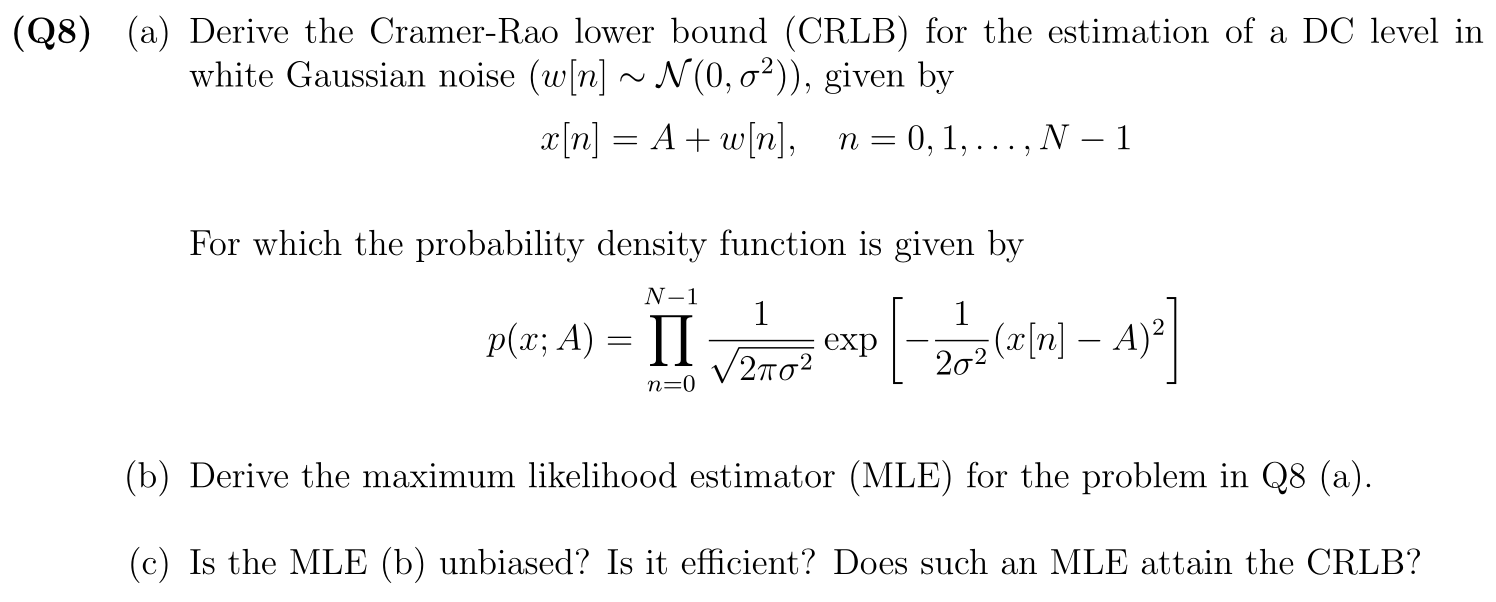 (Q8) (a) Derive the Cramer-Rao lower bound (CRLB) for the estimation of a DC level in
white Gaussian noise (w[n] ∼ 𝒩(0, σ²)), given by
x[n] = A + w[n], n = 0, 1, . . . , N − 1
For which the probability density function is given by
p(x; A) = ∏_{n=0}^{N−1} \frac{1}{\sqrt{2πσ²}} exp [ −\frac{1}{2σ²}(x[n] − A)² ]
(b) Derive the maximum likelihood estimator (MLE) for the problem in Q8 (a).
(c) Is the MLE (b) unbiased? Is it efficient? Does such an MLE attain the CRLB?